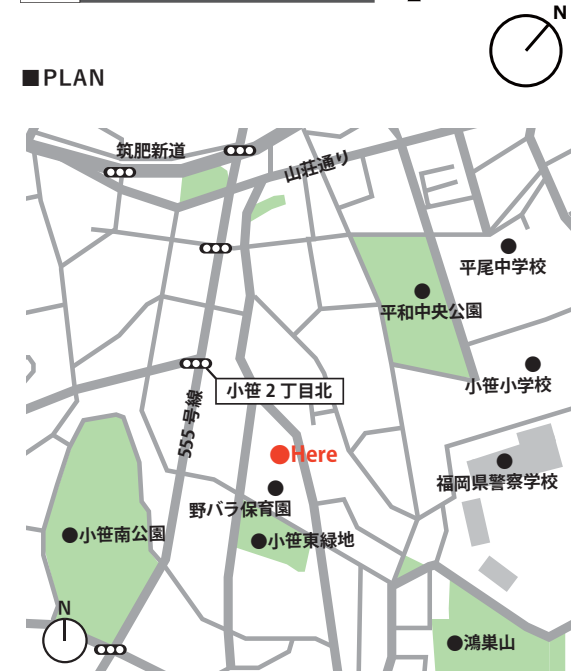 N
■PLAN
筑肥新道
山荘通り
平尾中学校
平和中央公園
小笹小学校
小笹2丁目北
555号線
Here
福岡県警察学校
野バラ保育園
小笹南公園
小笹東緑地
N
鴻巣山